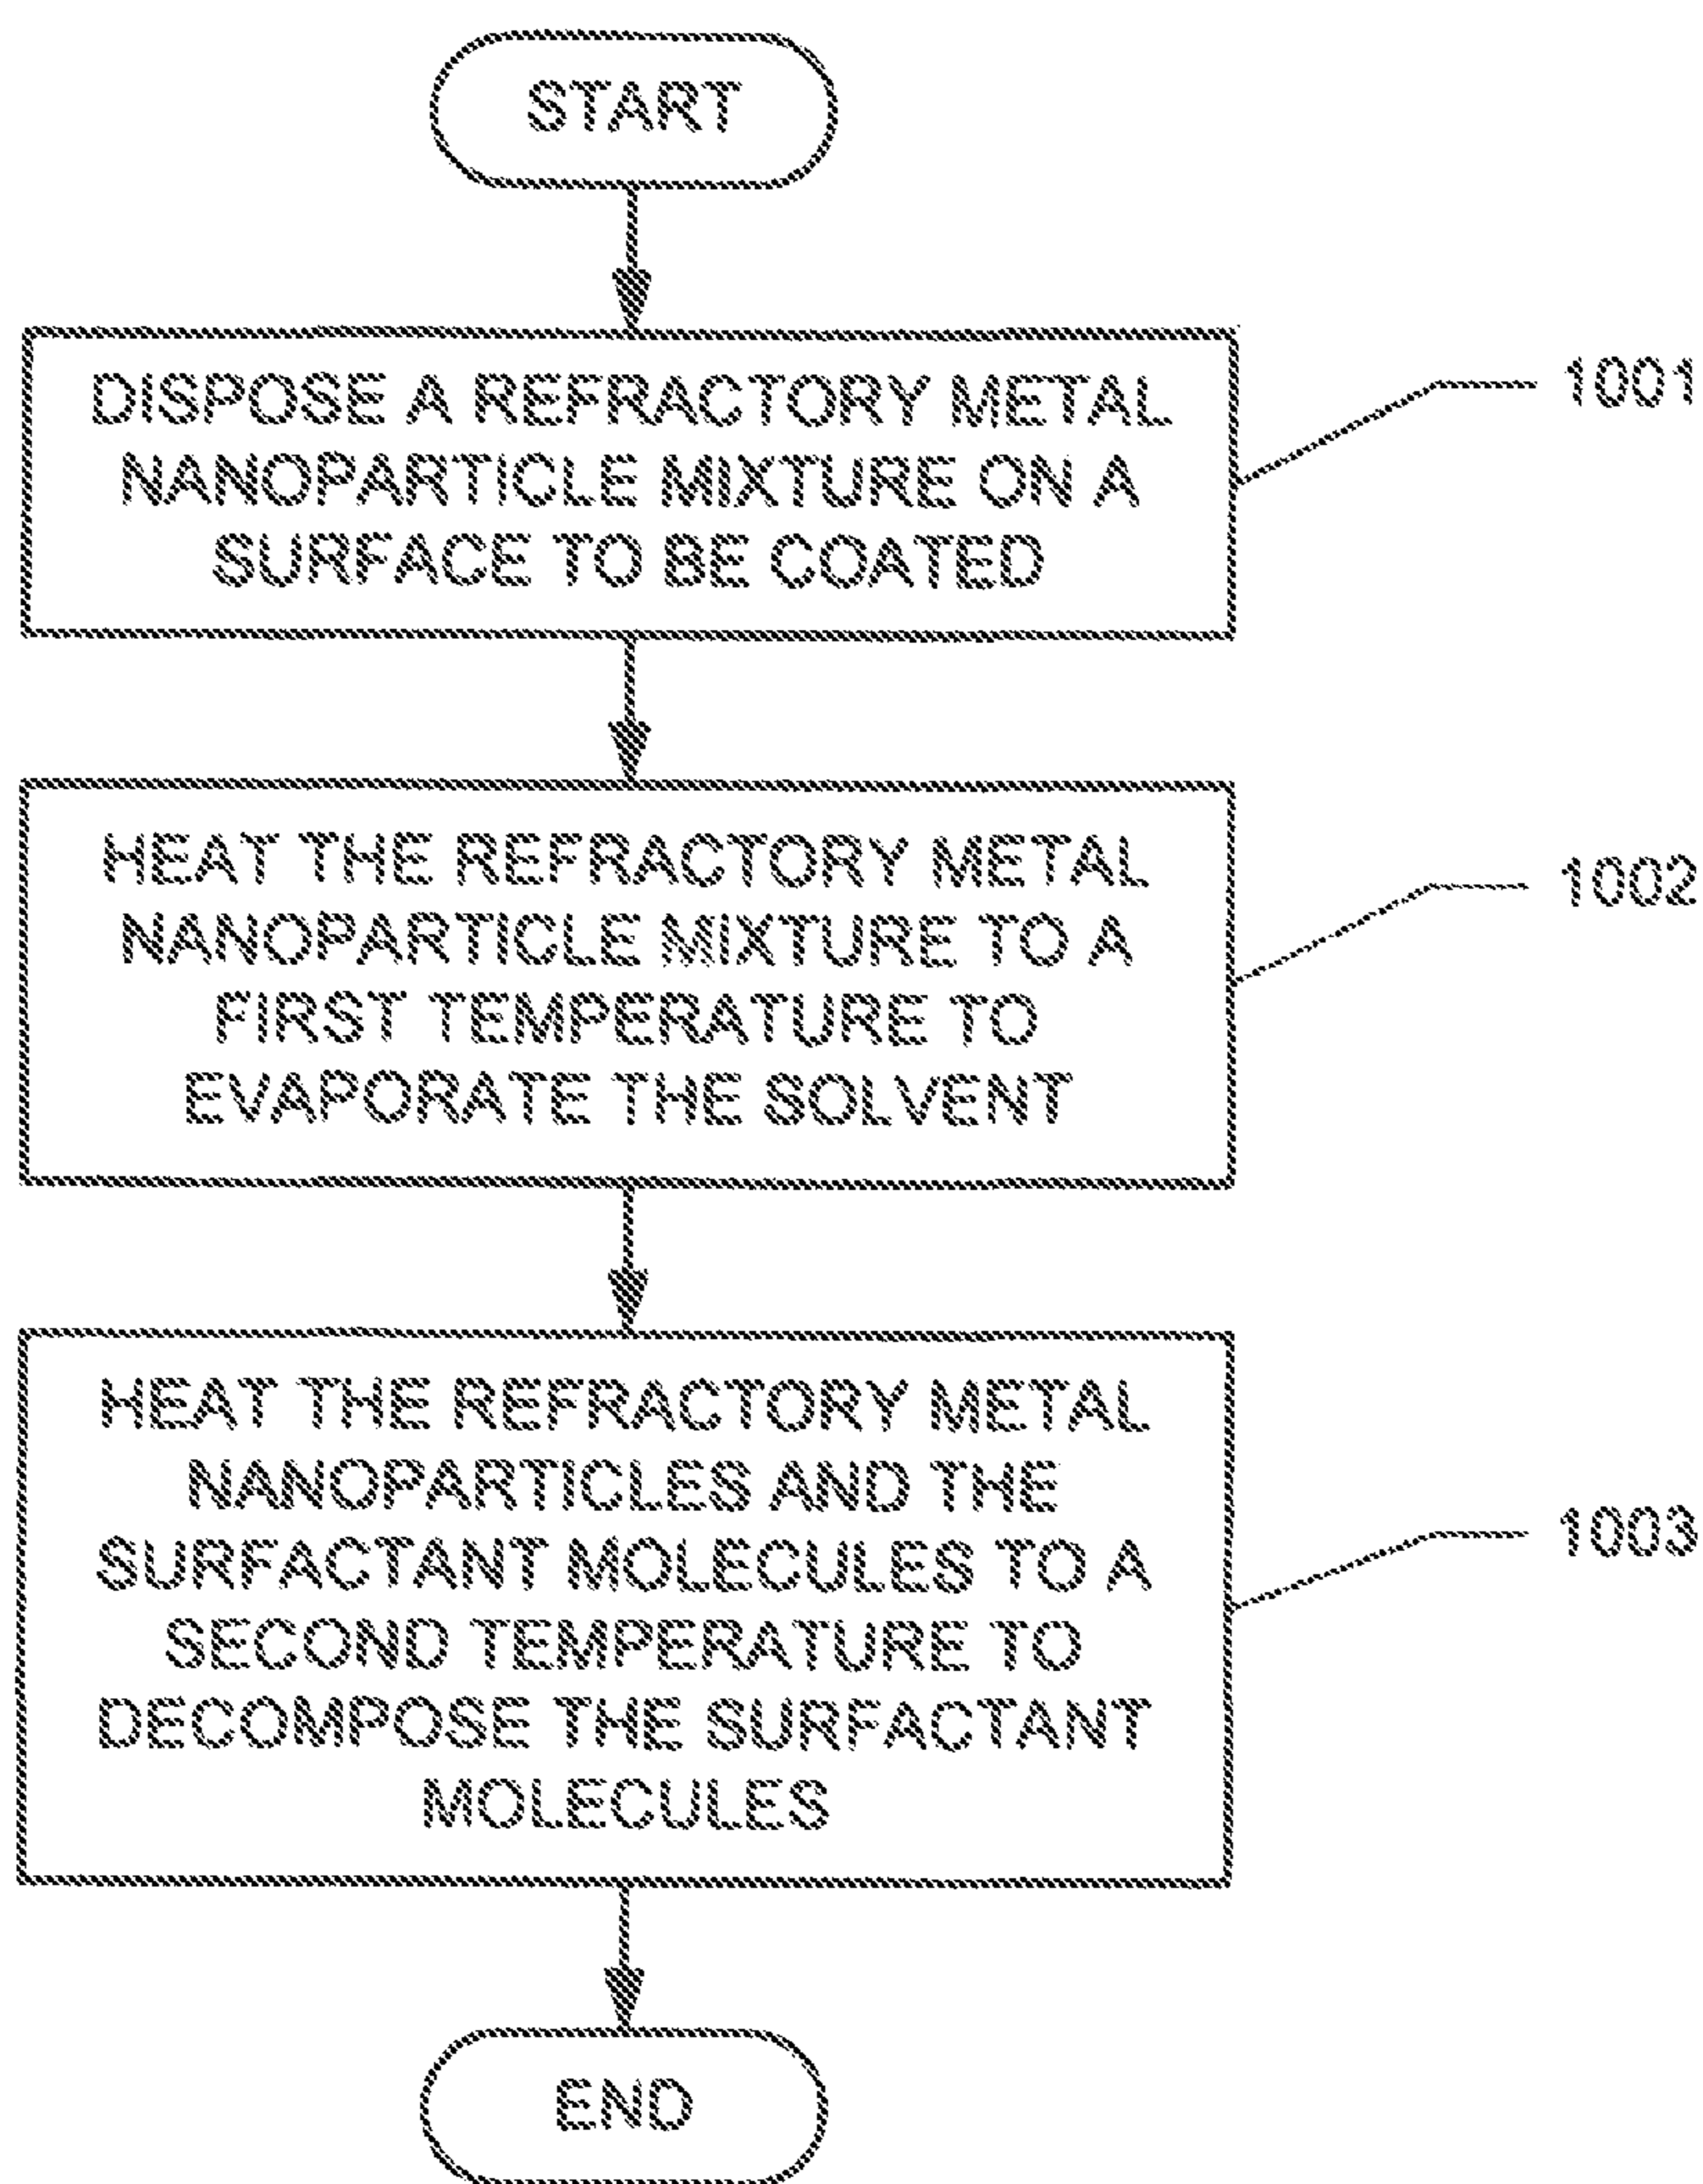 START
DISPOSE A REFRACTORY METAL
NANOPARTICLE MIXTURE ON A
SURFACE TO BE COATED
1001
HEAT THE REFRACTORY METAL
NANOPARTICLE MIXTURE TO A
FIRST TEMPERATURE TO
EVAPORATE THE SOLVENT
1002
HEAT THE REFRACTORY METAL
NANOPARTICLES AND THE
SURFACTANT MOLECULES TO A
SECOND TEMPERATURE TO
DECOMPOSE THE SURFACTANT
MOLECULES
1003
END